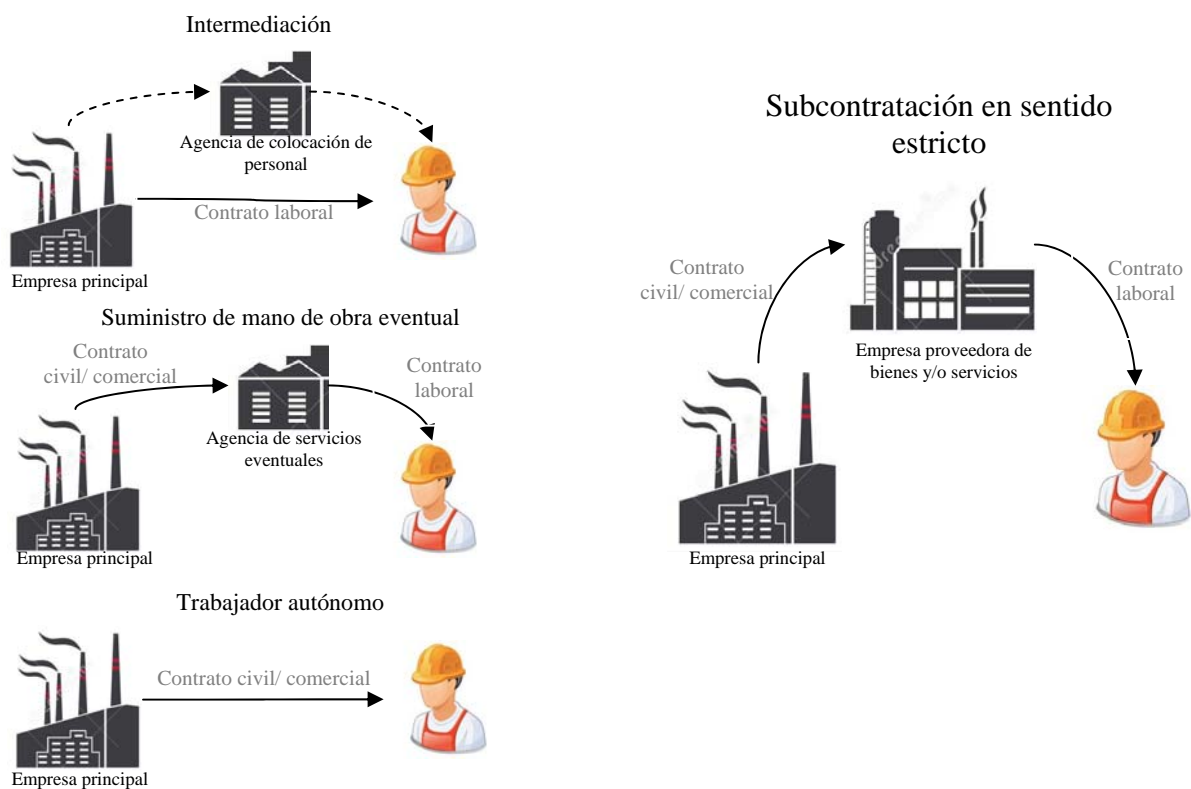 Intermediación
Agencia de colocación de
personal
Contrato laboral
Empresa principal
Suministro de mano de obra eventual
Contrato
civil/ comercial
Contrato
laboral
Agencia de servicios
eventuales
Empresa principal
Trabajador autónomo
Contrato civil/ comercial
Empresa principal
Subcontratación en sentido
estricto
Contrato
civil/ comercial
Contrato
laboral
Empresa proveedora de
bienes y/o servicios
Empresa principal